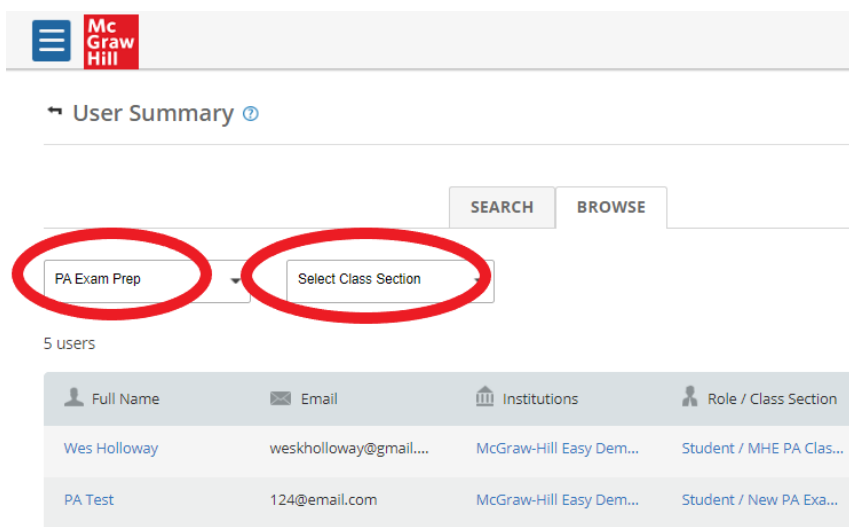 Mc
Graw
Hill
User Summary ?
SEARCH BROWSE
PA Exam Prep Select Class Section
5 users
Full Name Email Institutions Role / Class Section
Wes Holloway weskholloway@gmail.... McGraw-Hill Easy Dem... Student / MHE PA Clas...
PA Test 124@email.com McGraw-Hill Easy Dem... Student / New PA Exa...